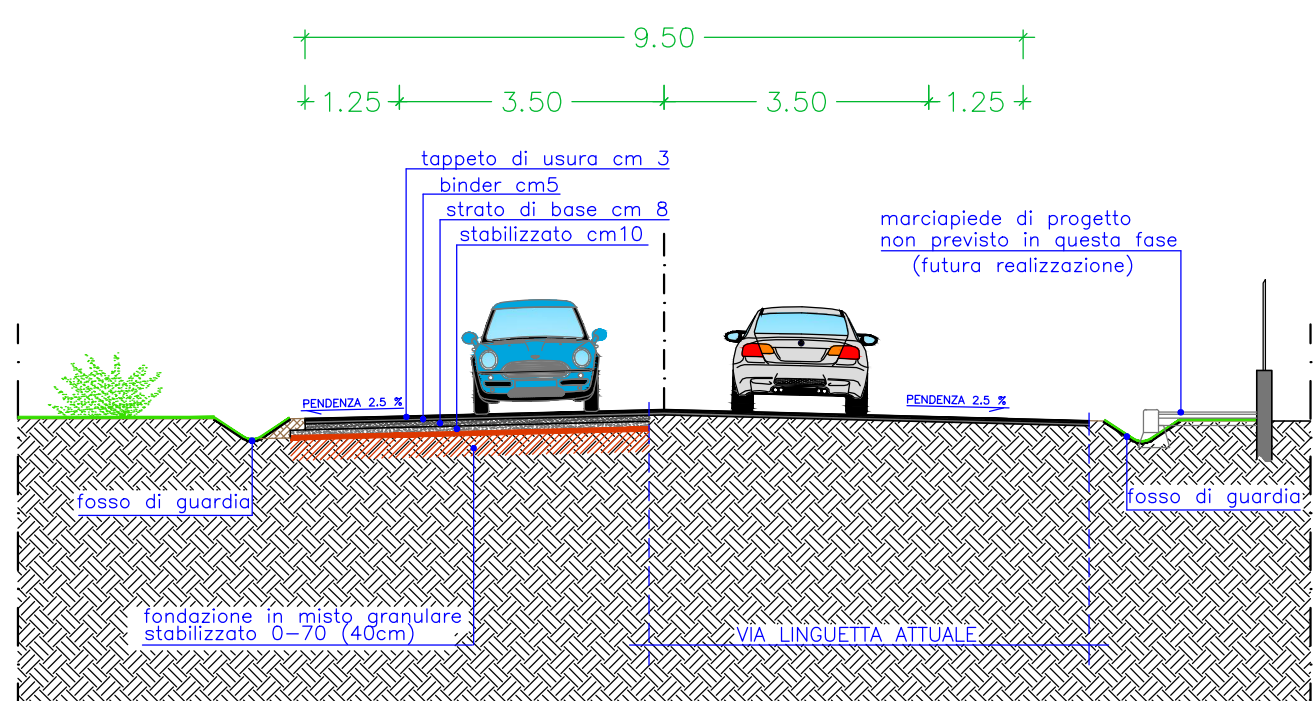 9.50
1.25 3.50 3.50 1.25
tappeto di usura cm 3
binder cm5
strato di base cm 8
stabilizzato cm10
marciapiede di progetto
non previsto in questa fase
(futura realizzazione)
PENDENZA 2.5 %
PENDENZA 2.5 %
fosso di guardia
fosso di guardia
fondazione in misto granulare
stabilizzato 0-70 (40cm)
VIA LINGUETTA ATTUALE